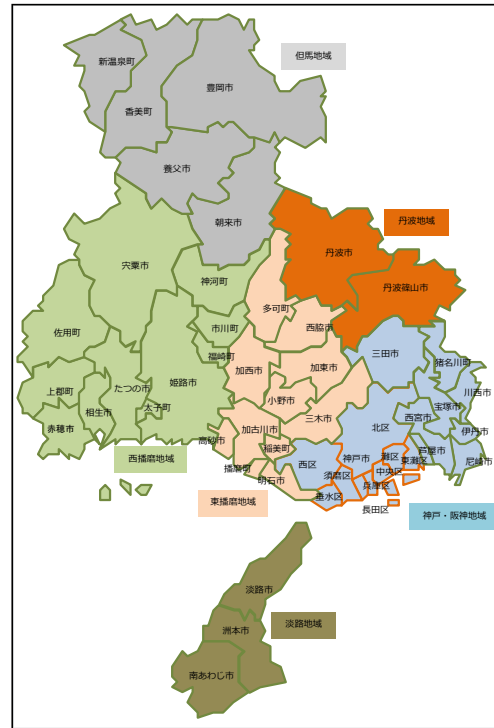 但馬地域
新温泉町
豊岡市
香美町
養父市
朝来市
丹波地域
丹波市
宍粟市
神河町
丹波篠山市
多可町
佐用町
市川町
西脇市
三田市
猪名川町
福崎町
加西市
加東市
上郡町
たつの市
姫路市
川西市
小野市
宝塚市
太子町
相生市
西宮市
赤穂市
三木市
北区
伊丹市
加古川市
高砂市
稲美町
神戸市
灘区
芦屋市
西播磨地域
播磨町
西区
中央区
東灘区
尼崎市
明石市
須磨区
兵庫区
東播磨地域
垂水区
長田区
神戸・阪神地域
淡路市
洲本市
淡路地域
南あわじ市